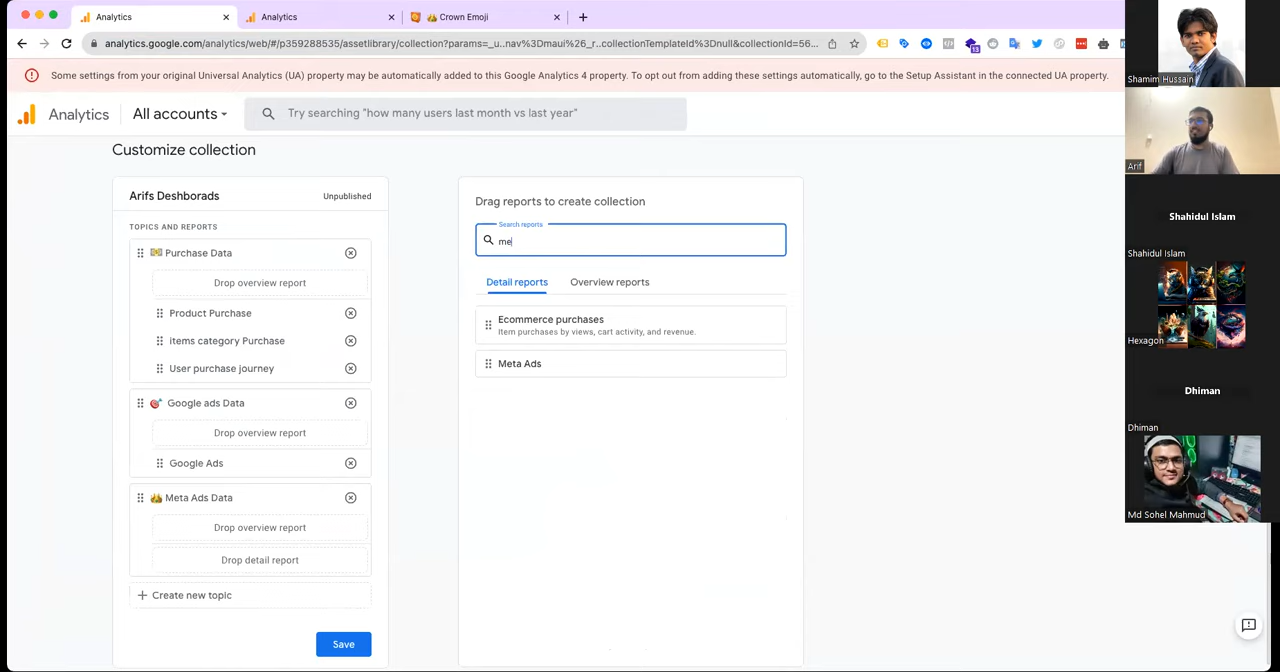 Analytics
Analytics
👑 Crown Emoji
analytics.google.com/analytics/web/#/p359288535/assetlibrary/collection?params=_u..nav%3Dmaui%26_r..collectionTemplateId%3Dnull&collectionId=56...
13
Some settings from your original Universal Analytics (UA) property may be automatically added to this Google Analytics 4 property. To opt out from adding these settings automatically, go to the Setup Assistant in the connected UA property.
Analytics
All accounts
Try searching "how many users last month vs last year"
Customize collection
Arifs Deshborads
Unpublished
TOPICS AND REPORTS
💵 Purchase Data
Drop overview report
Product Purchase
items category Purchase
User purchase journey
🎯 Google ads Data
Drop overview report
Google Ads
👑 Meta Ads Data
Drop overview report
Drop detail report
Create new topic
Save
Drag reports to create collection
Search reports
me
Detail reports
Overview reports
Ecommerce purchases
Item purchases by views, cart activity, and revenue.
Meta Ads
Shamim Hussain
Arif
Shahidul Islam
Shahidul Islam
Hexagon
Dhiman
Dhiman
Md Sohel Mahmud